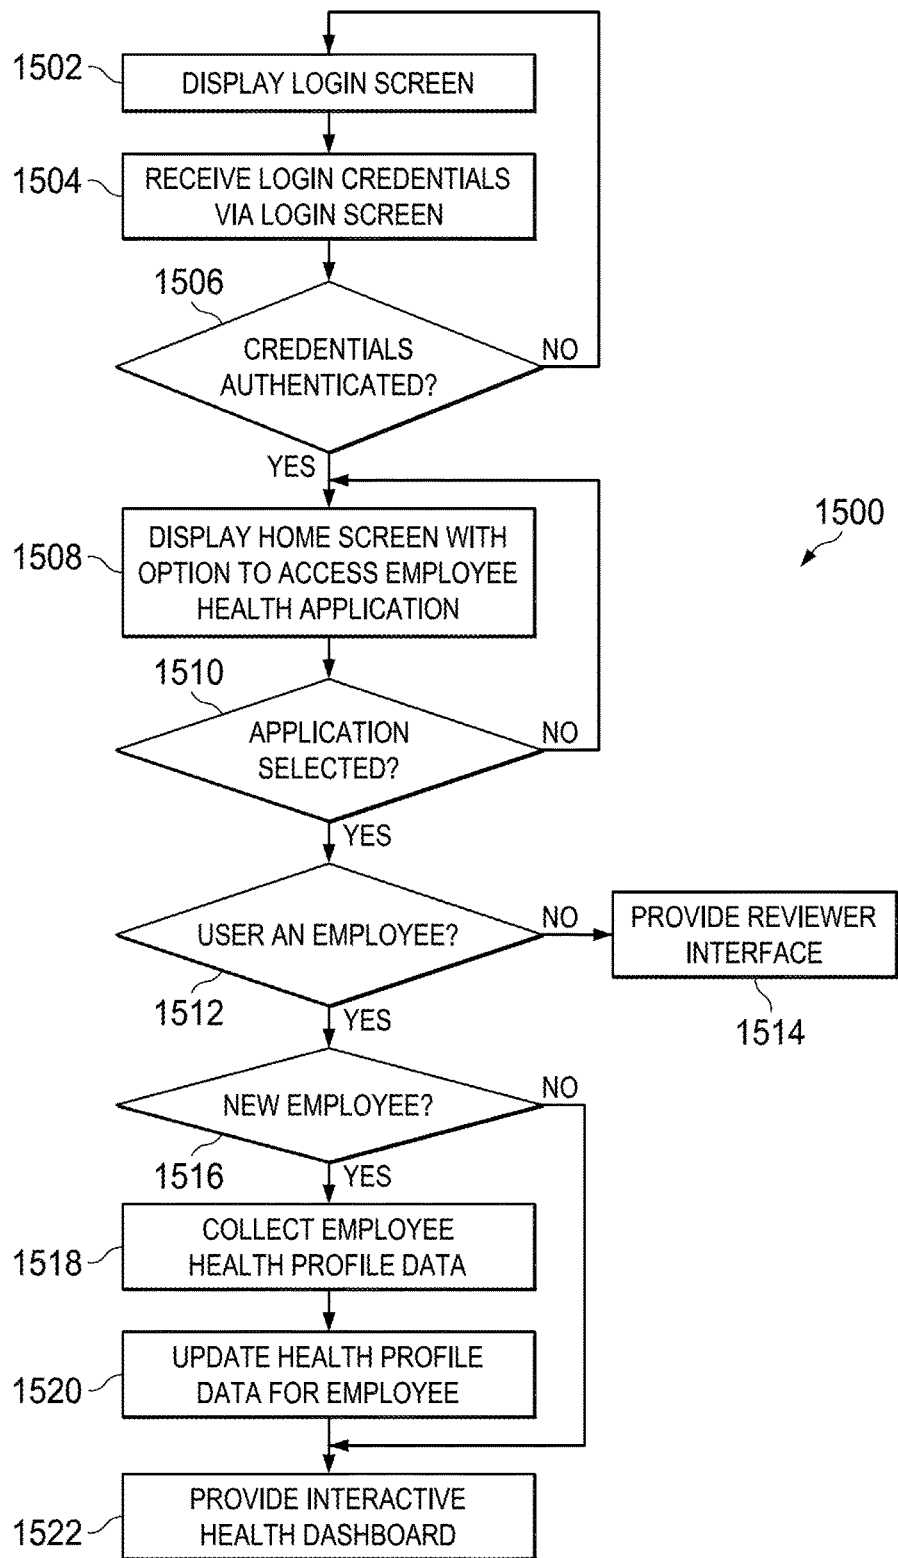 1502
DISPLAY LOGIN SCREEN
1504
RECEIVE LOGIN CREDENTIALS
VIA LOGIN SCREEN
1506
CREDENTIALS
AUTHENTICATED?
NO
YES
1500
1508
DISPLAY HOME SCREEN WITH
OPTION TO ACCESS EMPLOYEE
HEALTH APPLICATION
1510
APPLICATION
SELECTED?
NO
YES
USER AN EMPLOYEE?
NO
1512
YES
PROVIDE REVIEWER
INTERFACE
1514
NEW EMPLOYEE?
NO
1516
YES
1518
COLLECT EMPLOYEE
HEALTH PROFILE DATA
1520
UPDATE HEALTH PROFILE
DATA FOR EMPLOYEE
1522
PROVIDE INTERACTIVE
HEALTH DASHBOARD